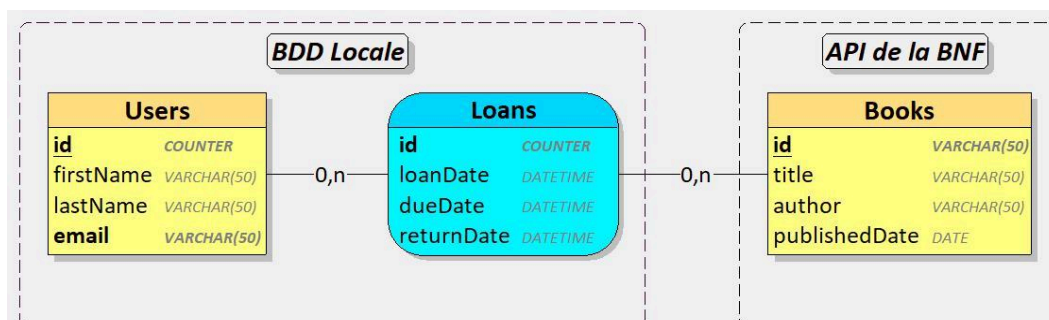 BDD Locale
API de la BNF
Users
id COUNTER
firstName VARCHAR(50)
lastName VARCHAR(50)
email VARCHAR(50)
0,n
Loans
id COUNTER
loanDate DATETIME
dueDate DATETIME
returnDate DATETIME
0,n
Books
id VARCHAR(50)
title VARCHAR(50)
author VARCHAR(50)
publishedDate DATE